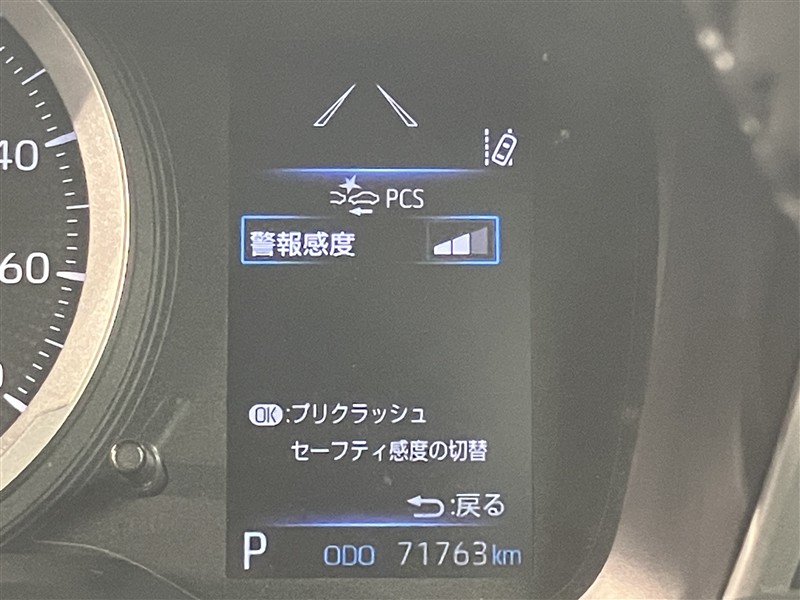 40
PCS
警報感度
60
OK:プリクラッシュ
セーフティ感度の切替
:戻る
P ODO 71763km